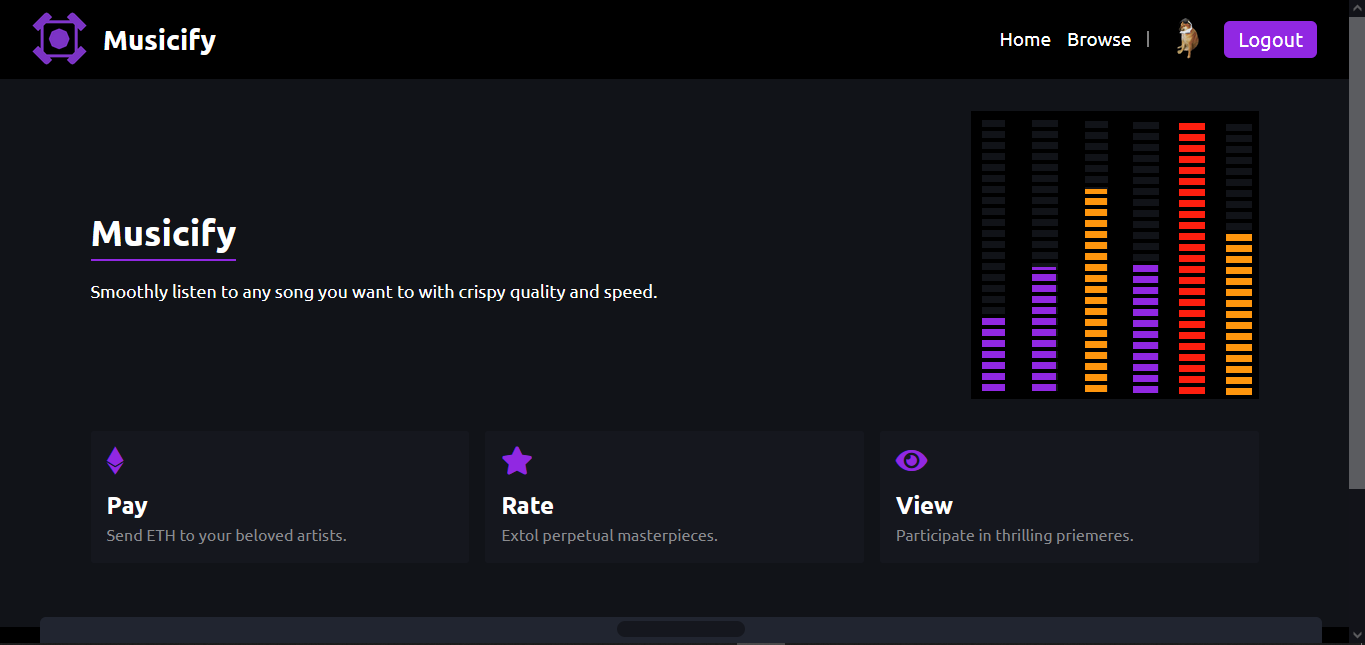 Musicify
Home Browse | Logout
Musicify
Smoothly listen to any song you want to with crispy quality and speed.
Pay
Send ETH to your beloved artists.
Rate
Extol perpetual masterpieces.
View
Participate in thrilling priemeres.